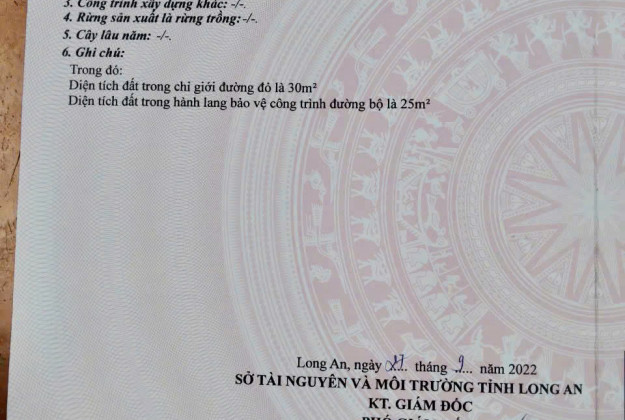 3. Công trình xây dựng khác: -/-.
4. Rừng sản xuất là rừng trồng:-/-.
5. Cây lâu năm: -/-.
6. Ghi chú:
Trong đó:
Diện tích đất trong chỉ giới đường đỏ là 30m²
Diện tích đất trong hành lang bảo vệ công trình đường bộ là 25m²
Long An, ngày tháng 9 năm 2022
SỞ TÀI NGUYÊN VÀ MÔI TRƯỜNG TỈNH LONG AN
KT. GIÁM ĐỐC